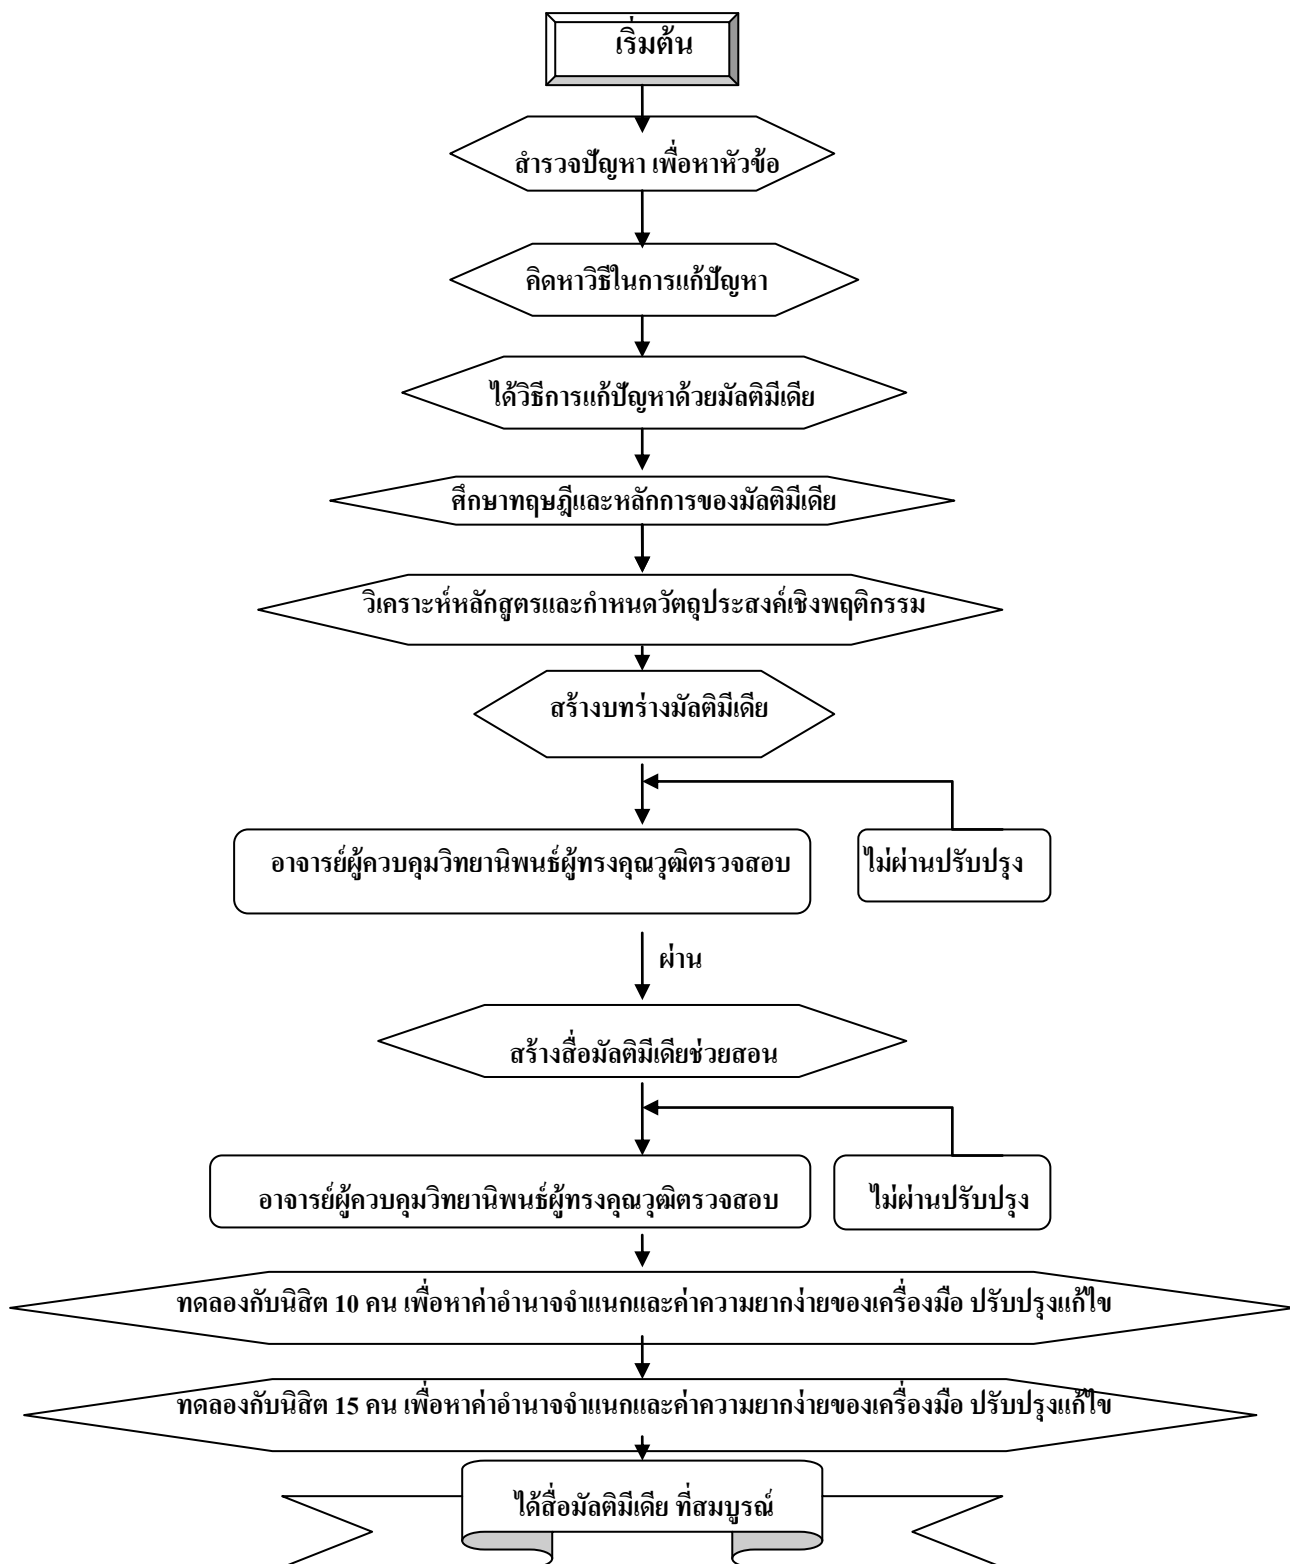 เริ่มต้น
สำรวจปัญหา เพื่อหาหัวข้อ
คิดหาวิธีในการแก้ปัญหา
ได้วิธีการแก้ปัญหาด้วยมัลติมีเดีย
ศึกษาทฤษฎีและหลักการของมัลติมีเดีย
วิเคราะห์หลักสูตรและกำหนดวัตถุประสงค์เชิงพฤติกรรม
สร้างบทร่างมัลติมีเดีย
อาจารย์ผู้ควบคุมวิทยานิพนธ์ผู้ทรงคุณวุฒิตรวจสอบ
ไม่ผ่านปรับปรุง
ผ่าน
สร้างสื่อมัลติมีเดียช่วยสอน
อาจารย์ผู้ควบคุมวิทยานิพนธ์ผู้ทรงคุณวุฒิตรวจสอบ
ไม่ผ่านปรับปรุง
ทดลองกับนิสิต 10 คน เพื่อหาค่าอำนาจจำแนกและค่าความยากง่ายของเครื่องมือ ปรับปรุงแก้ไข
ทดลองกับนิสิต 15 คน เพื่อหาค่าอำนาจจำแนกและค่าความยากง่ายของเครื่องมือ ปรับปรุงแก้ไข
ได้สื่อมัลติมีเดีย ที่สมบูรณ์